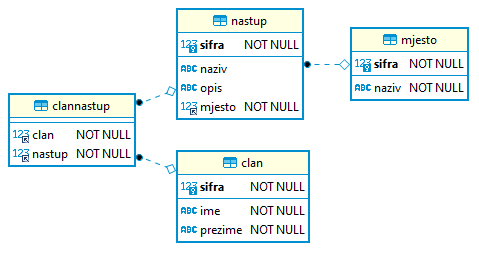 nastup
123 sifra NOT NULL
ABC naziv
ABC opis
123 mjesto NOT NULL
mjesto
123 sifra NOT NULL
ABC naziv NOT NULL
clannastup
123 clan NOT NULL
123 nastup NOT NULL
clan
123 sifra NOT NULL
ABC ime NOT NULL
ABC prezime NOT NULL